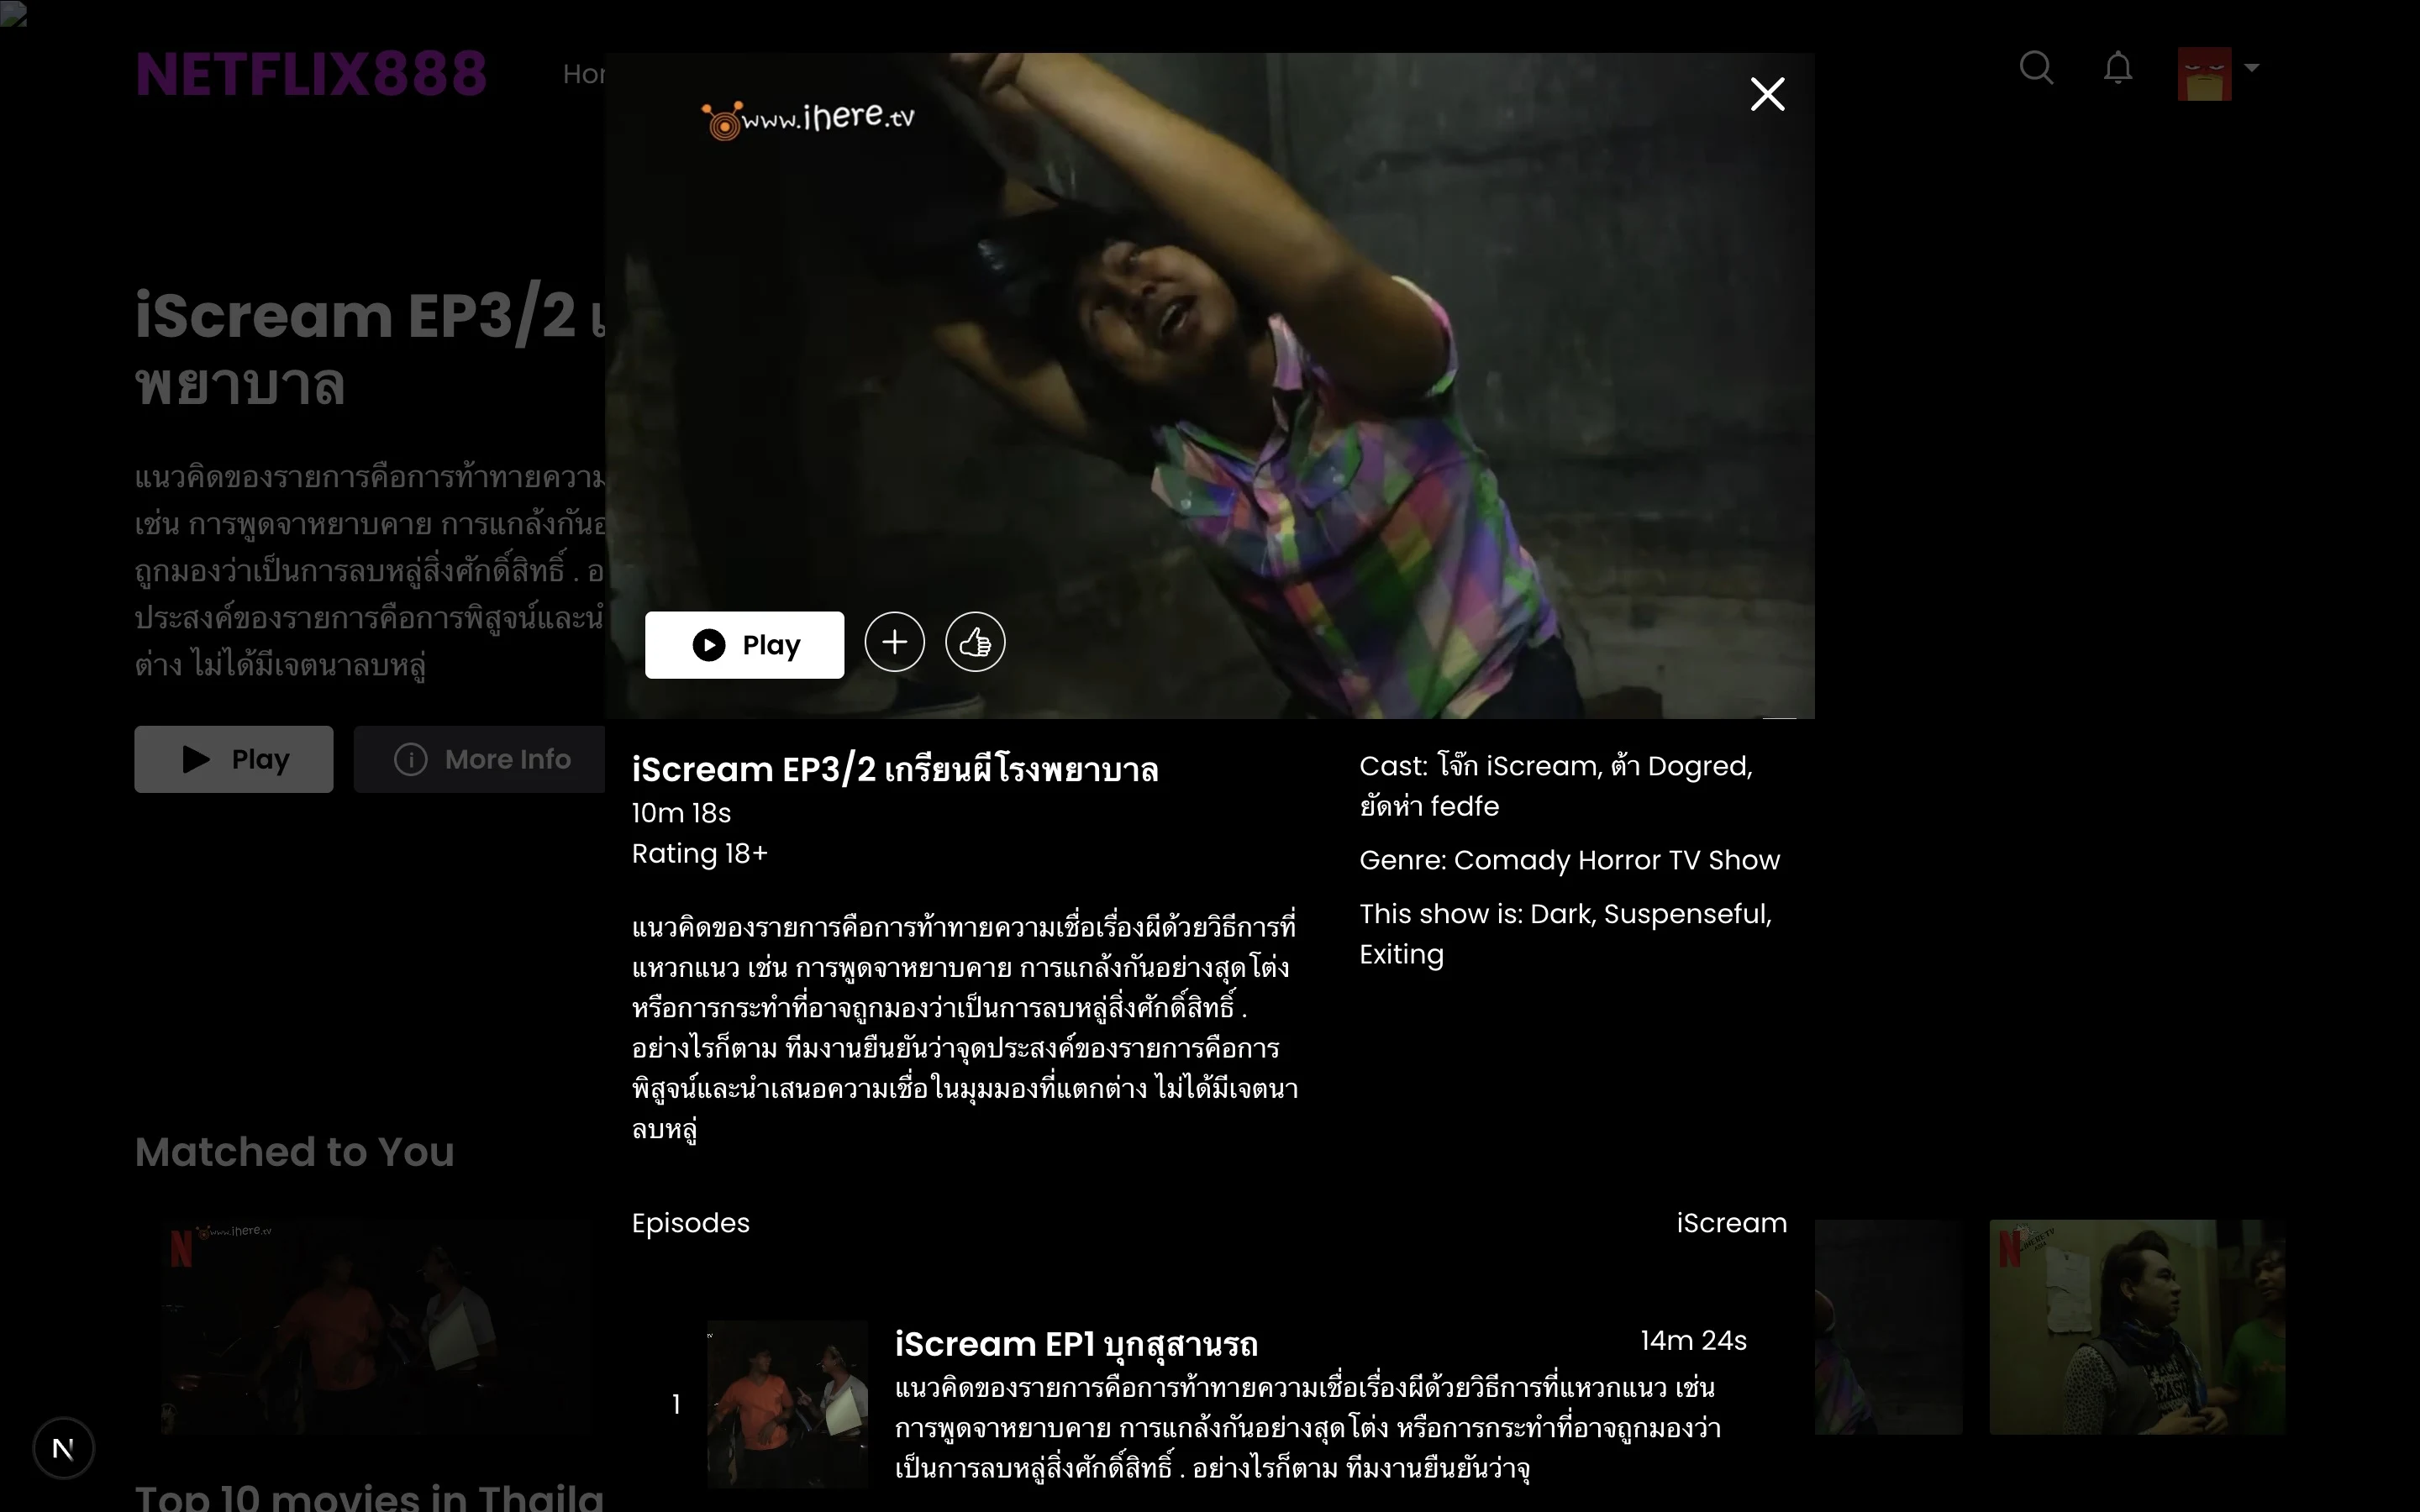 NETFLIX888
Hor
www.ihere.tv
iScream EP3/2 เ
พยาบาล
แนวคิดของรายการคือการท้าทายความ
เช่น การพูดจาหยาบคาย การแกล้งกันอ
ถูกมองว่าเป็นการลบหลู่สิ่งศักดิ์สิทธิ์ . อ
ประสงค์ของรายการคือการพิสูจน์และนำ
ต่าง ไม่ได้มีเจตนาลบหลู่
Play
More Info
Play
iScream EP3/2 เกรียนผีโรงพยาบาล
10m 18s
Rating 18+
แนวคิดของรายการคือการท้าทายความเชื่อเรื่องผีด้วยวิธีการที่
แหวกแนว เช่น การพูดจาหยาบคาย การแกล้งกันอย่างสุดโต่ง
หรือการกระทำที่อาจถูกมองว่าเป็นการลบหลู่สิ่งศักดิ์สิทธิ์ .
อย่างไรก็ตาม ทีมงานยืนยันว่าจุดประสงค์ของรายการคือการ
พิสูจน์และนำเสนอความเชื่อในมุมมองที่แตกต่าง ไม่ได้มีเจตนา
ลบหลู่
Cast: โจ๊ก iScream, ต้า Dogred,
ยัดห่า fedfe
Genre: Comady Horror TV Show
This show is: Dark, Suspenseful,
Exiting
Episodes
iScream
1
iScream EP1 บุกสุสานรถ
14m 24s
แนวคิดของรายการคือการท้าทายความเชื่อเรื่องผีด้วยวิธีการที่แหวกแนว เช่น
การพูดจาหยาบคาย การแกล้งกันอย่างสุดโต่ง หรือการกระทำที่อาจถูกมองว่า
เป็นการลบหลู่สิ่งศักดิ์สิทธิ์ . อย่างไรก็ตาม ทีมงานยืนยันว่าจุ
Matched to You
N
www.ihere.tv
N
N
Top 10 movies in Thaila